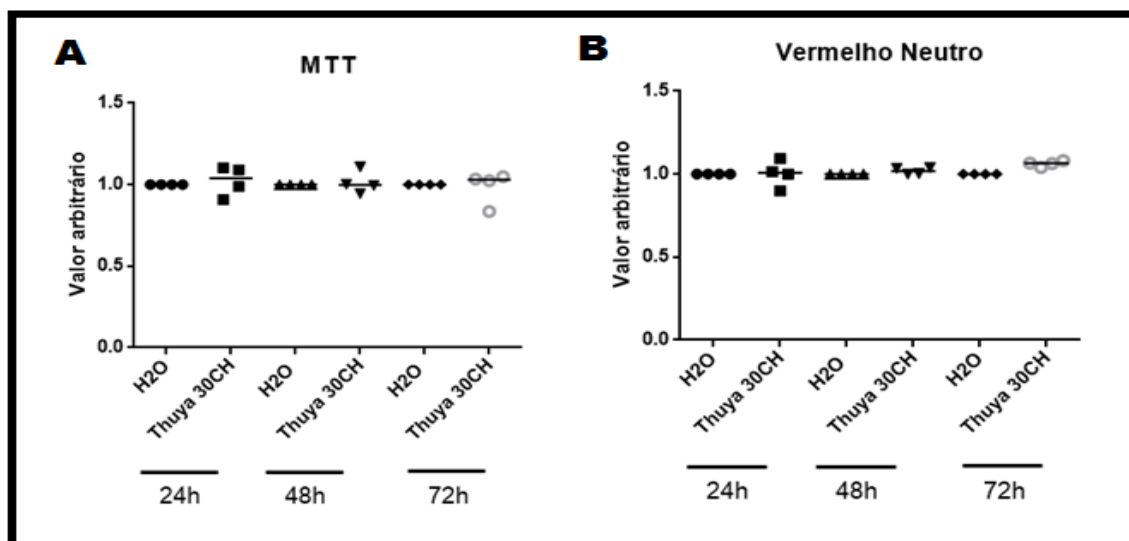 A
MTT
Valor arbitrário
1.5
1.0
0.5
0.0
H2O
Thuya 30CH
H2O
Thuya 30CH
H2O
Thuya 30CH
24h
48h
72h
B
Vermelho Neutro
Valor arbitrário
1.5
1.0
0.5
0.0
H2O
Thuya 30CH
H2O
Thuya 30CH
H2O
Thuya 30CH
24h
48h
72h